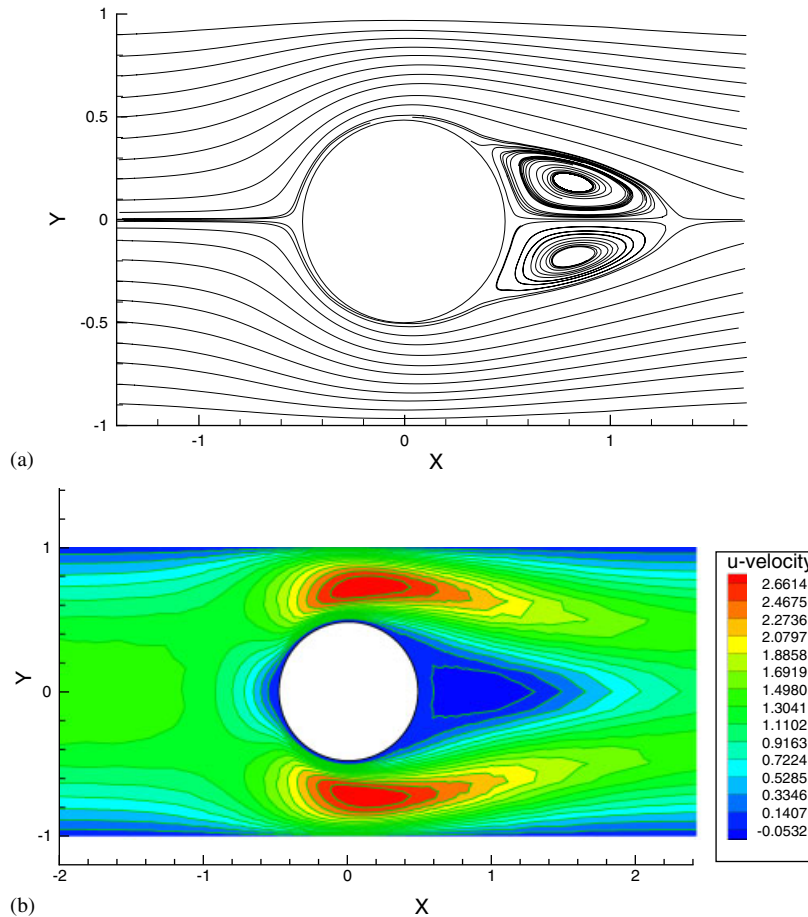 1
0.5
Y
0
-0.5
-1
-1 0 1
X
(a)
1
Y
0
-1
-2 -1 0 1 2
X
(b)
u-velocity
2.6614
2.4675
2.2736
2.0797
1.8858
1.6919
1.4980
1.3041
1.1102
0.9163
0.7224
0.5285
0.3346
0.1407
-0.0532